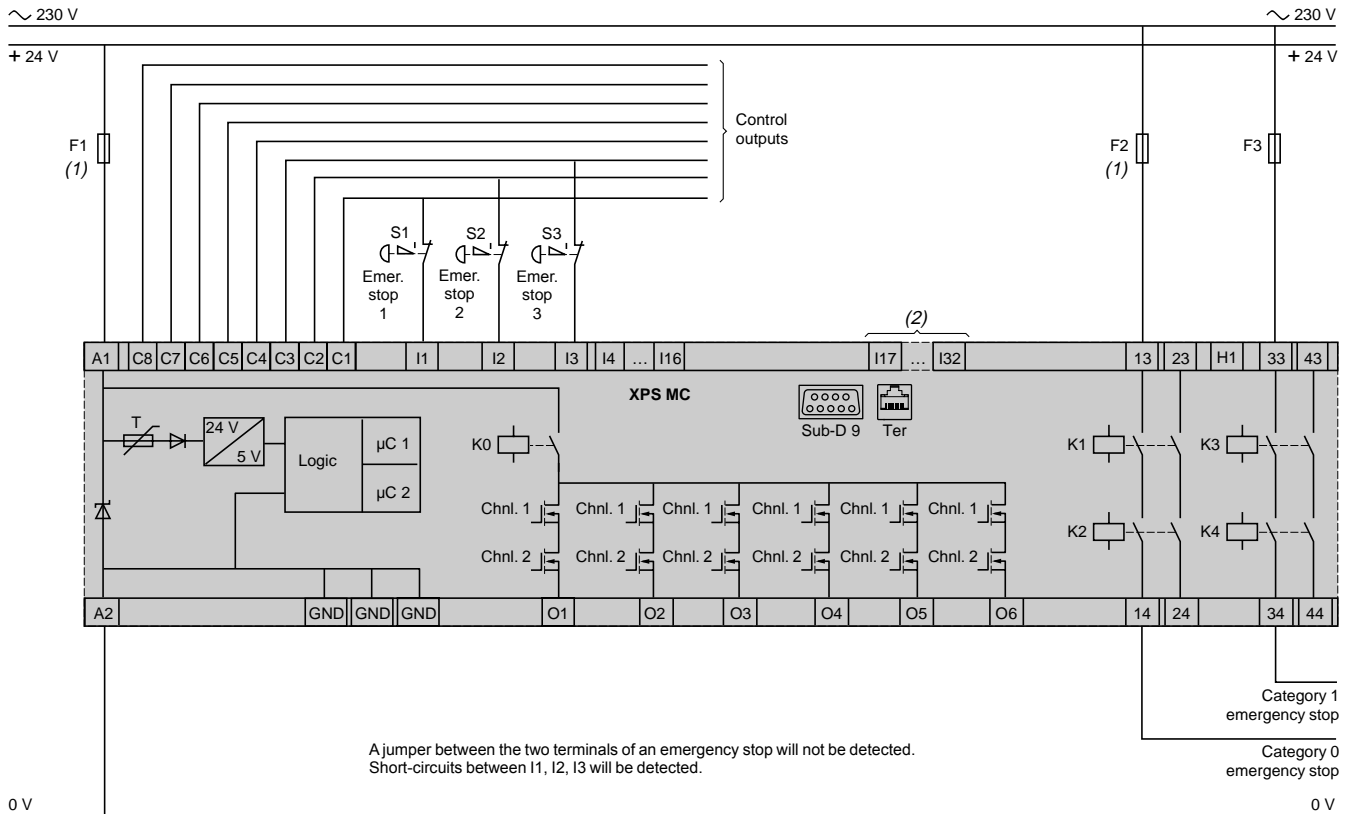 230 V
230 V
+ 24 V
+ 24 V
Control
outputs
F1
(1)
F2
(1)
F3
S1
Emer.
stop
1
S2
Emer.
stop
2
S3
Emer.
stop
3
(2)
A1 C8 C7 C6 C5 C4 C3 C2 C1 I1 I2 I3 I4 … I16 I17 … I32 13 23 H1 33 43
XPS MC
Sub-D 9
Ter
T
24 V
5 V
Logic
µC 1
µC 2
K0
K1
K3
Chnl. 1 Chnl. 1 Chnl. 1 Chnl. 1 Chnl. 1 Chnl. 1
K2
K4
Chnl. 2 Chnl. 2 Chnl. 2 Chnl. 2 Chnl. 2 Chnl. 2
A2 GND GND GND O1 O2 O3 O4 O5 O6 14 24 34 44
Category 1
emergency stop
Category 0
emergency stop
A jumper between the two terminals of an emergency stop will not be detected.
Short-circuits between I1, I2, I3 will be detected.
0 V
0 V